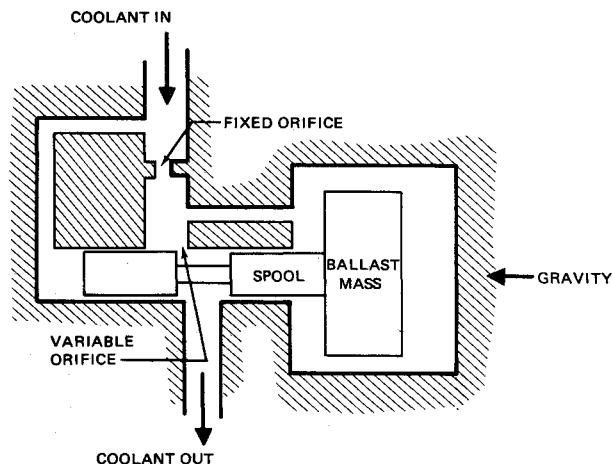 COOLANT IN
FIXED ORIFICE
SPOOL
BALLAST
MASS
GRAVITY
VARIABLE
ORIFICE
COOLANT OUT